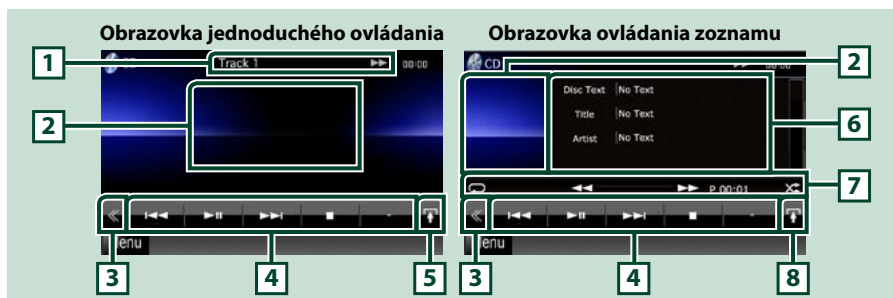 Obrazovka jednoduchého ovládania
Obrazovka ovládania zoznamu
1
Track 1
00:00
2
CD
2
Disc Text No Text
Title No Text
Artist No Text
6
P 00:01
7
enu
enu
3
4
5
3
4
8